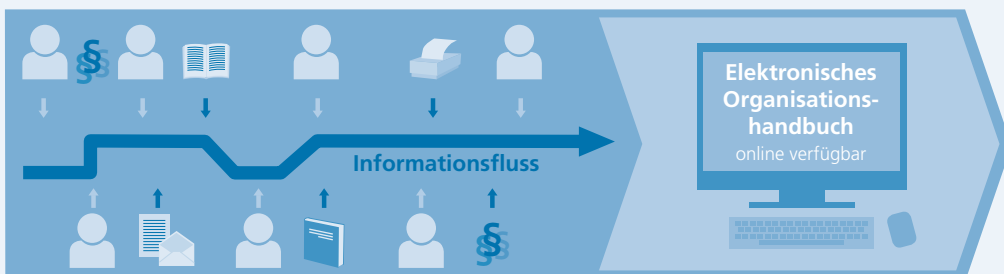 §§§
Informationsfluss
§§§
Elektronisches
Organisations-
handbuch
online verfügbar